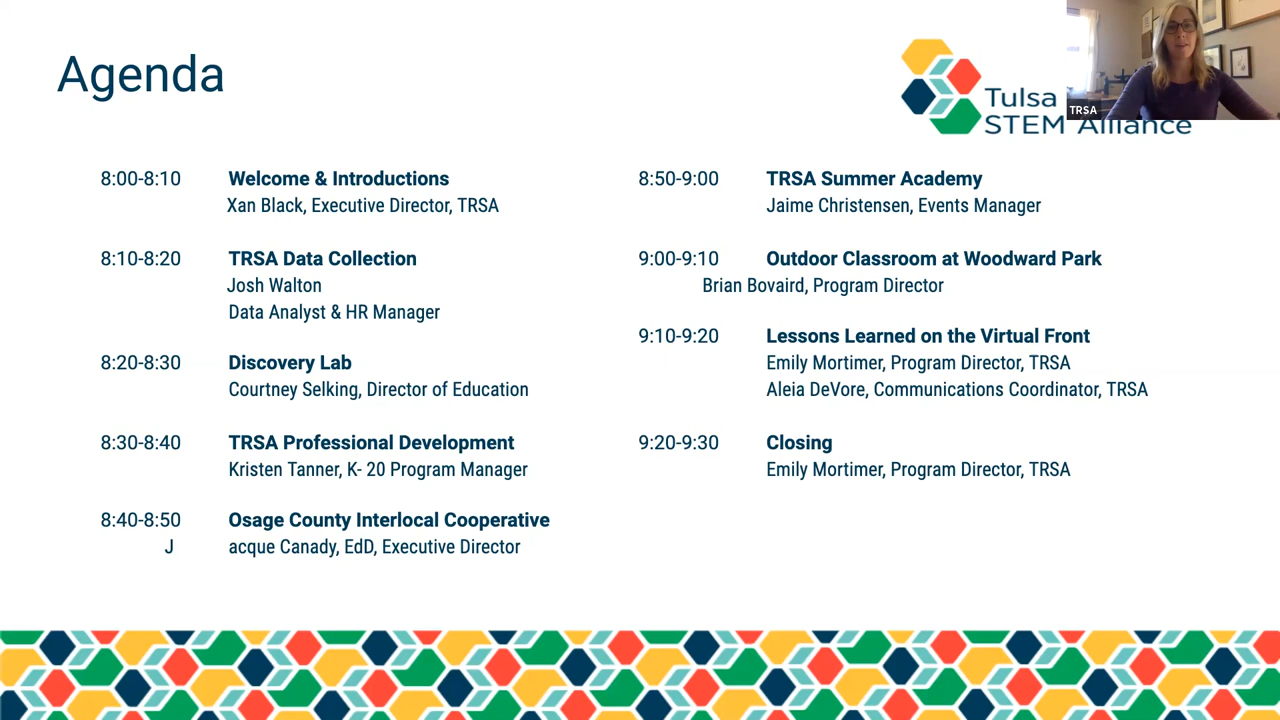 Agenda
Tulsa
STEM Alliance
TRSA
8:00-8:10 Welcome & Introductions
Xan Black, Executive Director, TRSA
8:10-8:20 TRSA Data Collection
Josh Walton
Data Analyst & HR Manager
8:20-8:30 Discovery Lab
Courtney Selking, Director of Education
8:30-8:40 TRSA Professional Development
Kristen Tanner, K- 20 Program Manager
8:40-8:50 Osage County Interlocal Cooperative
J acque Canady, EdD, Executive Director
8:50-9:00 TRSA Summer Academy
Jaime Christensen, Events Manager
9:00-9:10 Outdoor Classroom at Woodward Park
Brian Bovaird, Program Director
9:10-9:20 Lessons Learned on the Virtual Front
Emily Mortimer, Program Director, TRSA
Aleia DeVore, Communications Coordinator, TRSA
9:20-9:30 Closing
Emily Mortimer, Program Director, TRSA